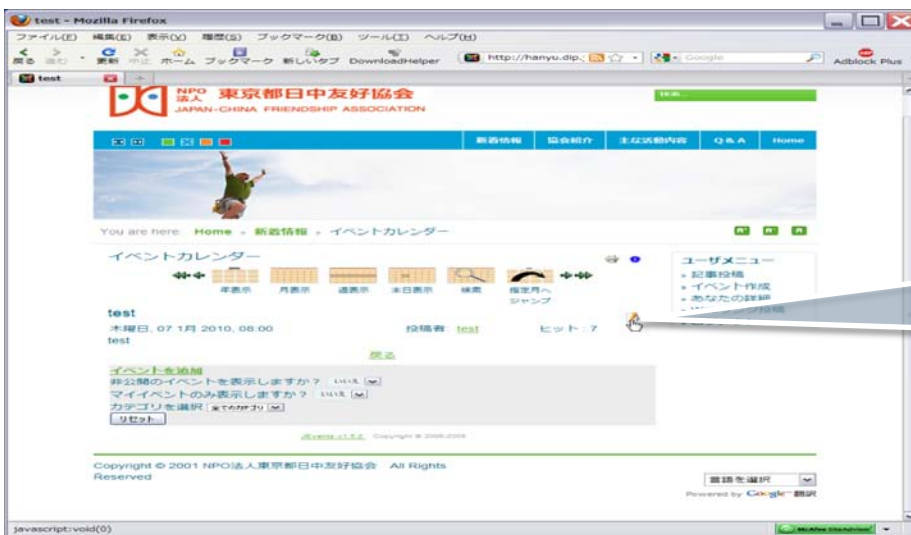 test - Mozilla Firefox
ファイル(F) 編集(E) 表示(V) 履歴(S) ブックマーク(B) ツール(T) ヘルプ(H)
戻る 進む 更新 中止 ホーム ブックマーク 新しいタブ DownloadHelper http://hanyu.dip. Google Adblock Plus
test
NPO法人 東京都日中友好協会
JAPAN-CHINA FRIENDSHIP ASSOCIATION
検索...
新着情報 協会紹介 主な活動内容 Q & A Home
You are here: Home 新着情報 イベントカレンダー
イベントカレンダー
年表示 月表示 週表示 本日表示 検索 指定月へジャンプ
ユーザメニュー
記事投稿
イベント作成
あなたの詳細
test
木曜日, 07 1月 2010, 08:00 投稿者: test ヒット : 7
test
戻る
イベントを追加
非公開のイベントを表示しますか? いいえ
マイイベントのみ表示しますか? いいえ
カテゴリを選択 全てのカテゴリ
リセット
JEvents v1.5.2 Copyright © 2006-2009
Copyright © 2001 NPO法人東京都日中友好協会 All Rights
Reserved
言語を選択
Powered by Google 翻訳
javascript:void(0)
McAfee SiteAdvisor